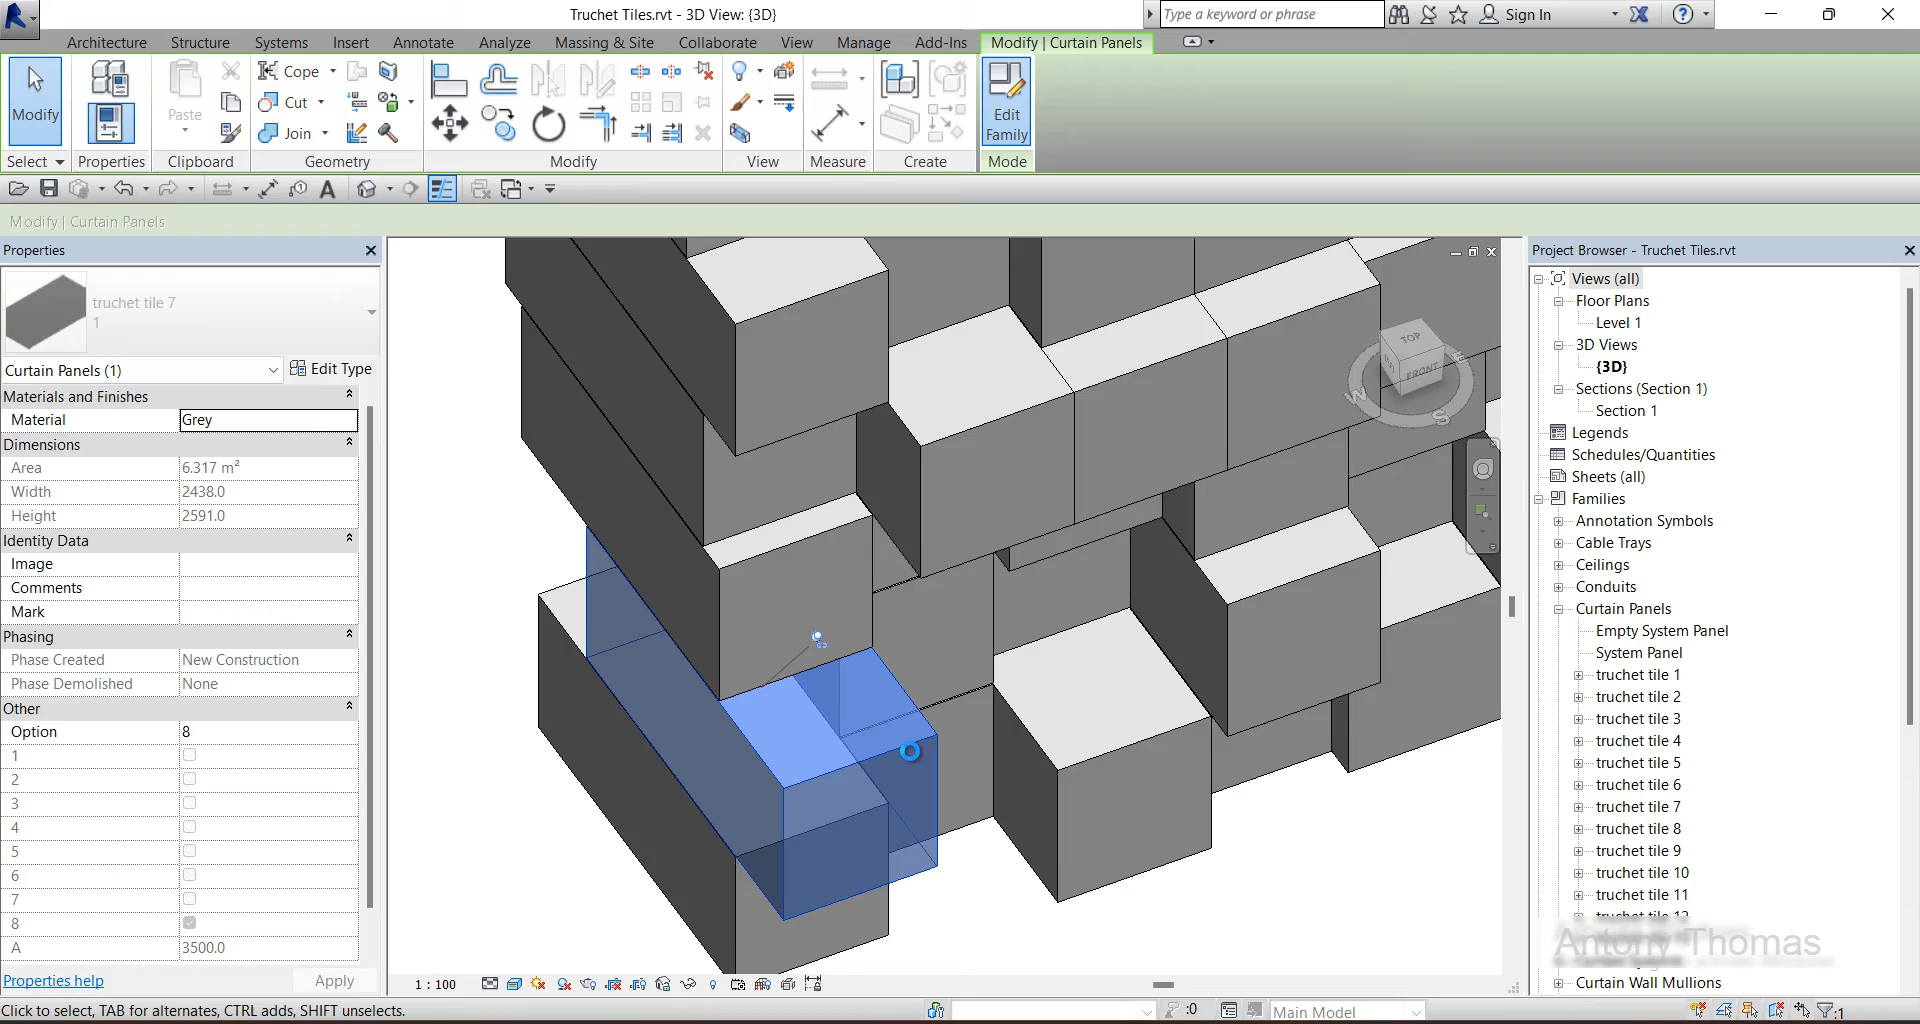 Truchet Tiles.rvt - 3D View: {3D}
Type a keyword or phrase
Sign In
Architecture Structure Systems Insert Annotate Analyze Massing & Site Collaborate View Manage Add-Ins Modify | Curtain Panels
Modify
Paste
Cope
Cut
Join
Edit
Family
Select Properties Clipboard Geometry Modify View Measure Create Mode
Modify | Curtain Panels
Properties
truchet tile 7
1
Curtain Panels (1)
Edit Type
Materials and Finishes
Material Grey
Dimensions
Area 6.317 m²
Width 2438.0
Height 2591.0
Identity Data
Image
Comments
Mark
Phasing
Phase Created New Construction
Phase Demolished None
Other
Option 8
1
2
3
4
5
6
7
8
A 3500.0
Properties help
Apply
TOP
FRONT
W
S
E
1 : 100
Project Browser - Truchet Tiles.rvt
Views (all)
Floor Plans
Level 1
3D Views
{3D}
Sections (Section 1)
Section 1
Legends
Schedules/Quantities
Sheets (all)
Families
Annotation Symbols
Cable Trays
Ceilings
Conduits
Curtain Panels
Empty System Panel
System Panel
truchet tile 1
truchet tile 2
truchet tile 3
truchet tile 4
truchet tile 5
truchet tile 6
truchet tile 7
truchet tile 8
truchet tile 9
truchet tile 10
truchet tile 11
truchet tile 12
Antony Thomas
Curtain Wall Mullions
Click to select, TAB for alternates, CTRL adds, SHIFT unselects.
:0
Main Model
:1